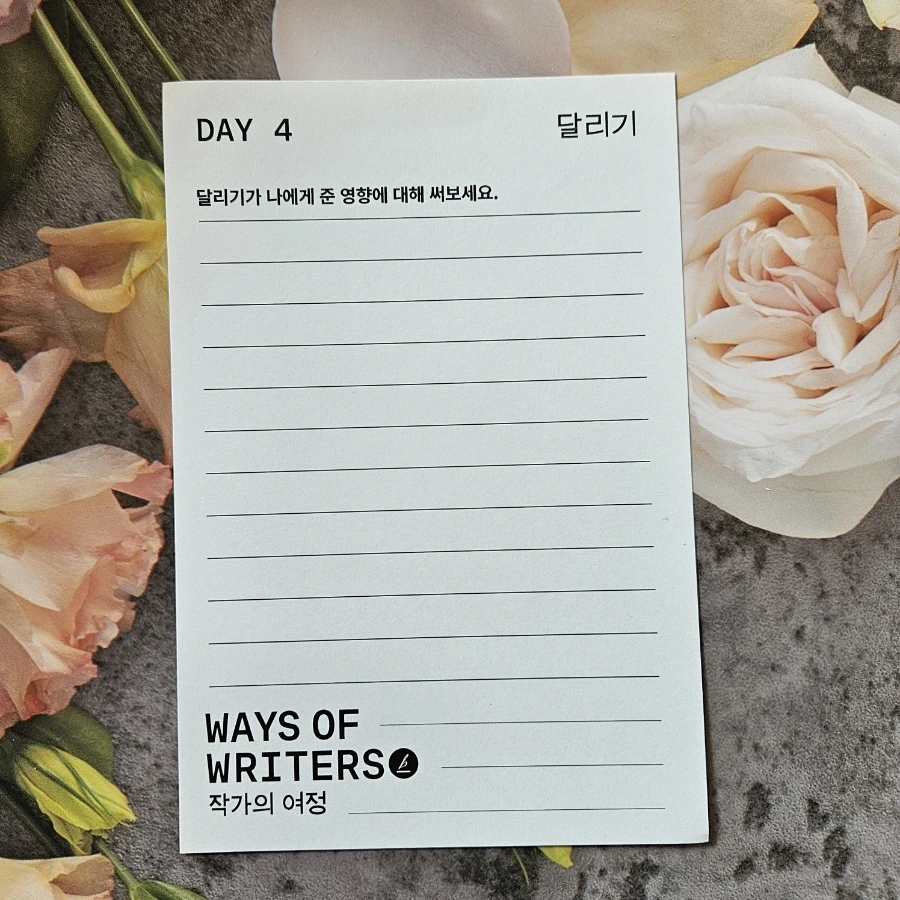 DAY 4 달리기
달리기가 나에게 준 영향에 대해 써보세요.
WAYS OF
WRITERS
작가의 여정